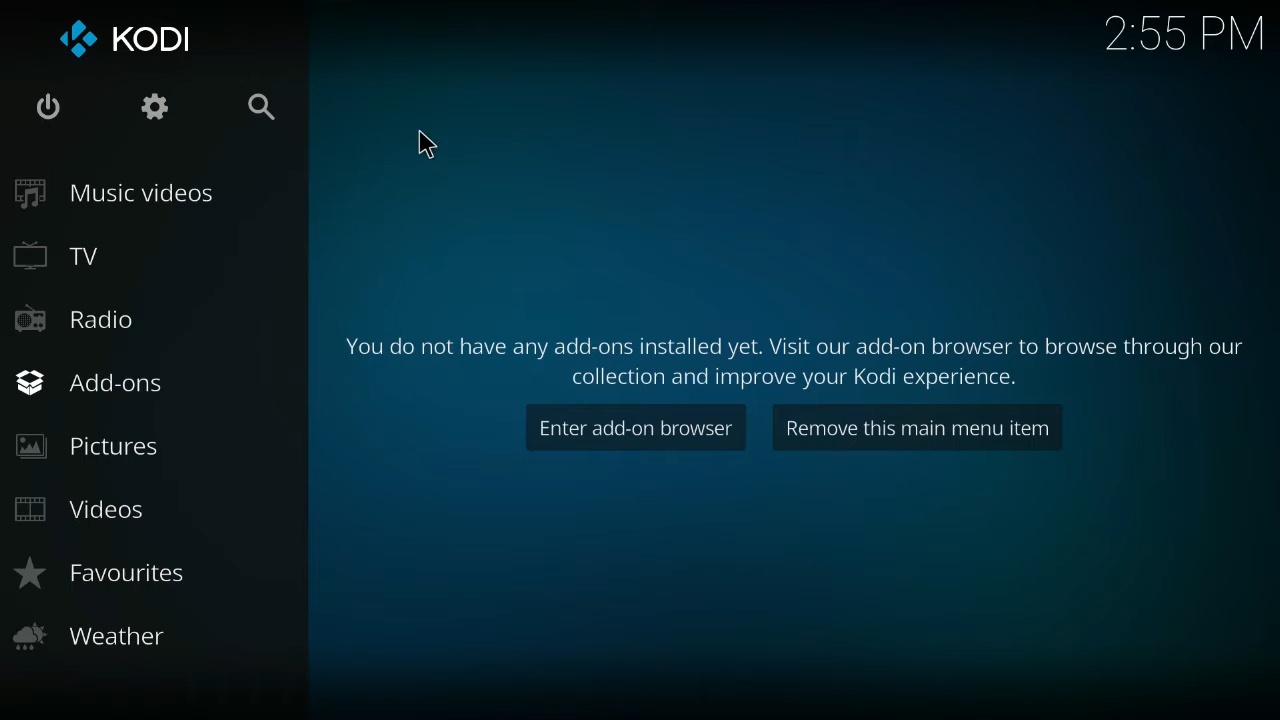 KODI
2:55 PM
Music videos
TV
Radio
Add-ons
Pictures
Videos
Favourites
Weather
You do not have any add-ons installed yet. Visit our add-on browser to browse through our
collection and improve your Kodi experience.
Enter add-on browser
Remove this main menu item